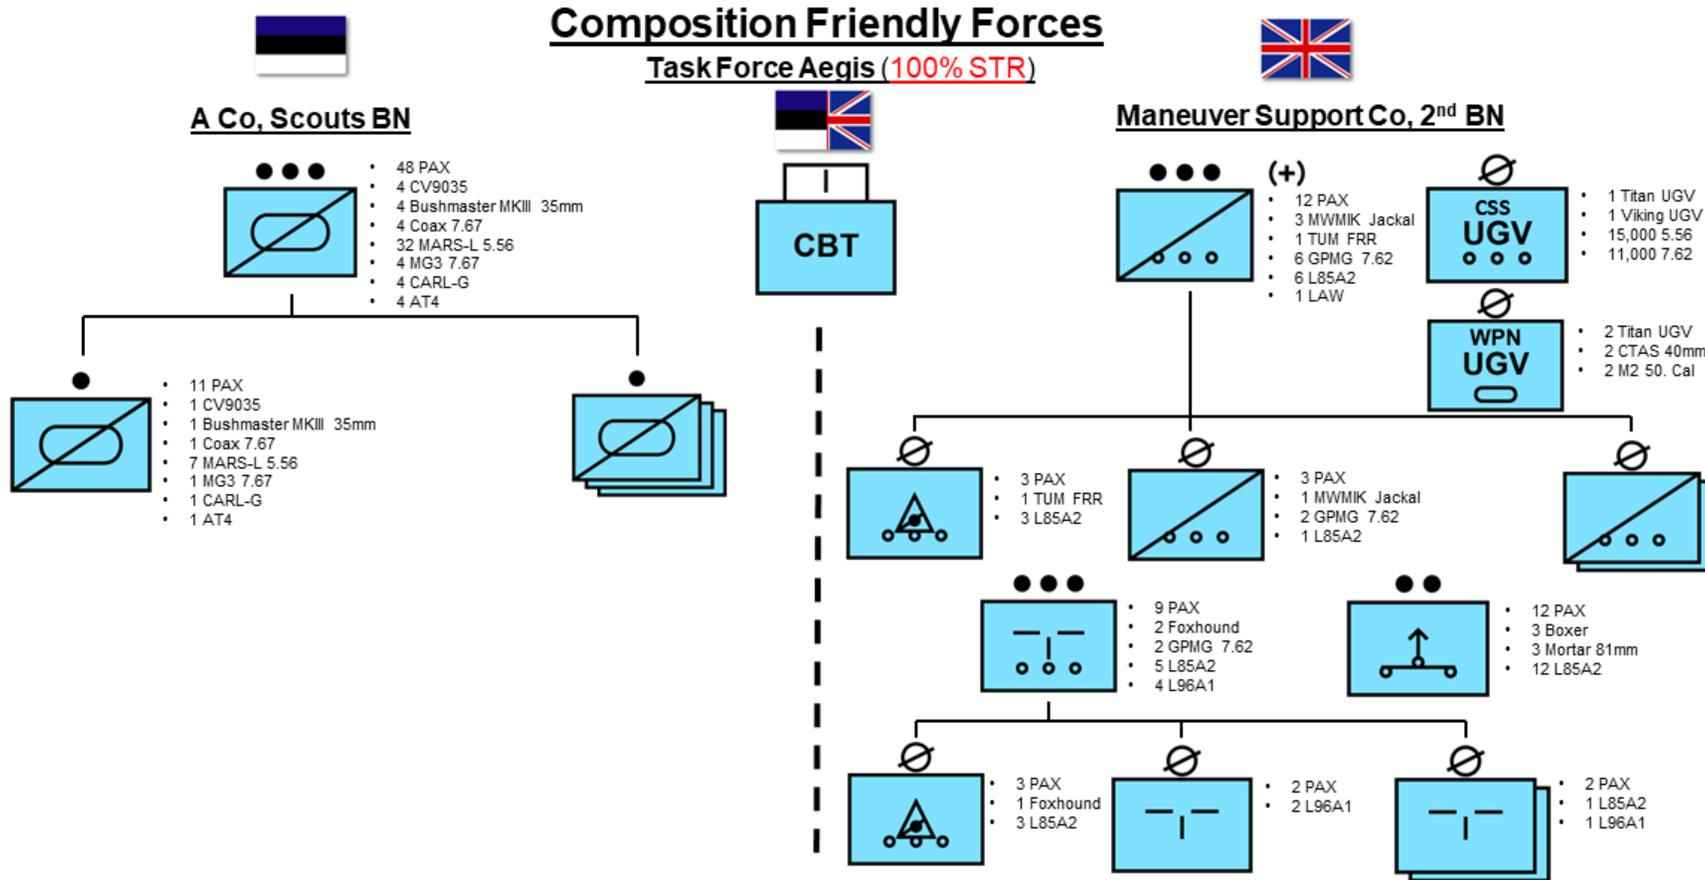 Composition Friendly Forces
Task Force Aegis (100% STR)
A Co, Scouts BN
• 48 PAX
• 4 CV9035
• 4 Bushmaster MKIII 35mm
• 4 Coax 7.67
• 32 MARS-L 5.56
• 4 MG3 7.67
• 4 CARL-G
• 4 AT4
• 11 PAX
• 1 CV9035
• 1 Bushmaster MKIII 35mm
• 1 Coax 7.67
• 7 MARS-L 5.56
• 1 MG3 7.67
• 1 CARL-G
• 1 AT4
I
CBT
Maneuver Support Co, 2nd BN
(+)
• 12 PAX
• 3 MWMIK Jackal
• 1 TUM FRR
• 6 GPMG 7.62
• 6 L85A2
• 1 LAW
CSS
UGV
• 1 Titan UGV
• 1 Viking UGV
• 15,000 5.56
• 11,000 7.62
WPN
UGV
• 2 Titan UGV
• 2 CTAS 40mm
• 2 M2 50. Cal
• 3 PAX
• 1 TUM FRR
• 3 L85A2
• 3 PAX
• 1 MWMIK Jackal
• 2 GPMG 7.62
• 1 L85A2
• 9 PAX
• 2 Foxhound
• 2 GPMG 7.62
• 5 L85A2
• 4 L96A1
• 12 PAX
• 3 Boxer
• 3 Mortar 81mm
• 12 L85A2
• 3 PAX
• 1 Foxhound
• 3 L85A2
• 2 PAX
• 2 L96A1
• 2 PAX
• 1 L85A2
• 1 L96A1